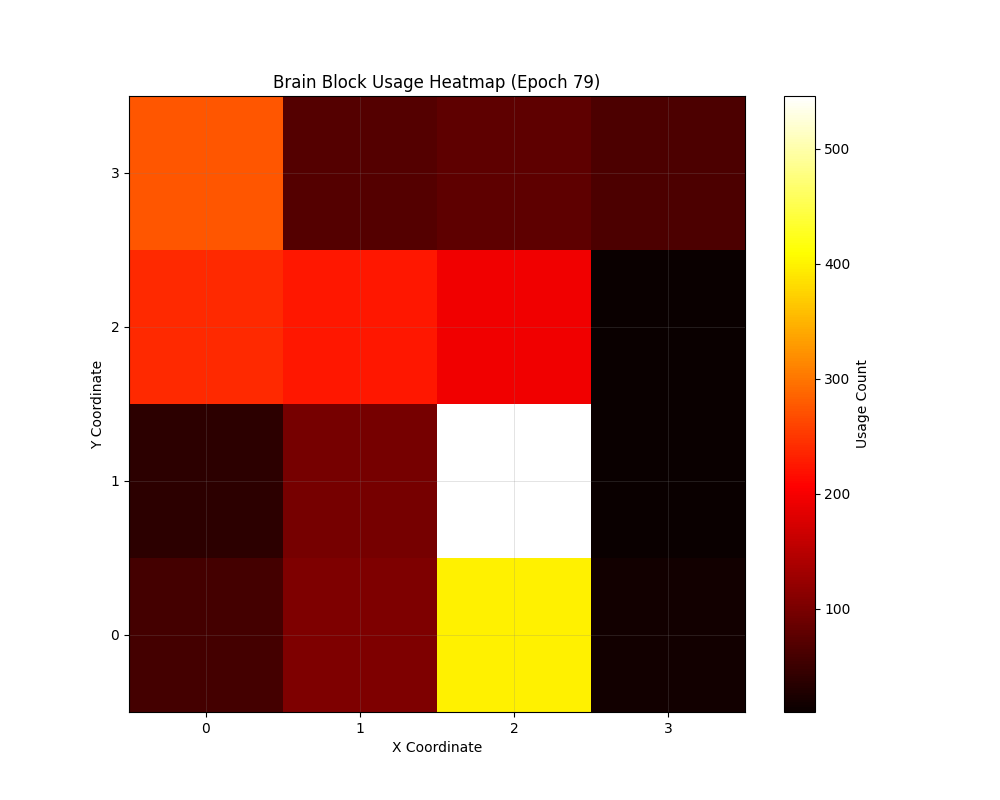 Brain Block Usage Heatmap (Epoch 79)
3
2
1
0
Y Coordinate
0 1 2 3
X Coordinate
500
400
300
200
100
Usage Count